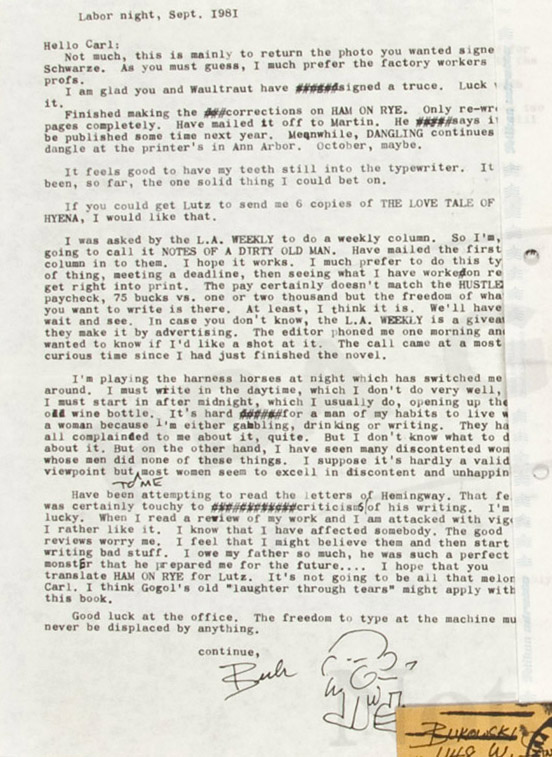 Labor night, Sept. 1981
Hello Carl:
Not much, this is mainly to return the photo you wanted signe
Schwarze. As you must guess, I much prefer the factory workers
profs.
I am glad you and Waultraut have ######signed a truce. Luck w
it.
Finished making the ###corrections on HAM ON RYE. Only re-wro
pages completely. Have mailed it off to Martin. He #####says it
be published some time next year. Meqnwhile, DANGLING continues
dangle at the printer's in Ann Arbor. October, maybe.
It feels good to have my teeth still into the typewriter. It
been, so far, the one solid thing I could bet on.
If you could get Lutz to send me 6 copies of THE LOVE TALE OF
HYENA, I would like that.
I was asked by the L.A. WEEKLY to do a weekly column. So I'm,
going to call it NOTES OF A DIRTY OLD MAN. Have mailed the first
column in to them. I hope it works. I much prefer to do this ty
of thing, meeting a deadline, then seeing what I have worked on re
get right into print. The pay certainly doesn't match the HUSTLE
paycheck, 75 bucks vs. one or two thousand but the freedom of wha
you want to write is there. At least, I think it is. We'll have
wait and see. In case you don't know, the L.A. WEEKLY is a giveaw
they make it by advertising. The editor phoned me one morning and
wanted to know if I'd like a shot at it. The call came at a most
curious time since I had just finished the novel.
I'm playing the harness horses at night which has switched me
around. I must write in the daytime, which I don't do very well,
I must start in after midnight, which I usually do, opening up the
old wine bottle. It's hard ######for a man of my habits to live w
a woman because I'm either gambling, drinking or writing. They ha
all complainded to me about it, quite. But I don't know what to d
about it. But on the other hand, I have seen many discontented wom
whose men did none of these things. I suppose it's hardly a valid
viewpoint but most women seem to excel in discontent and unhappin
TO ME
Have been attempting to read the letters of Hemingway. That fe
was certainly touchy to ############criticisms of his writing. I'm
lucky. When I read a review of my work and I am attacked with vigo
I rather like it. I know that I have affected somebody. The good
reviews worry me. I feel that I might believe them and then start
writing bad stuff. I owe my father so much, he was such a perfect
monster that he prepared me for the future.... I hope that you
translate HAM ON RYE for Lutz. It's not going to be all that melon
Carl. I think Gogol's old "laughter through tears" might apply with
this book.
Good luck at the office. The freedom to type at the machine mu
never be displaced by anything.
continue,
Buk
BUKOWSKI
1148 W.